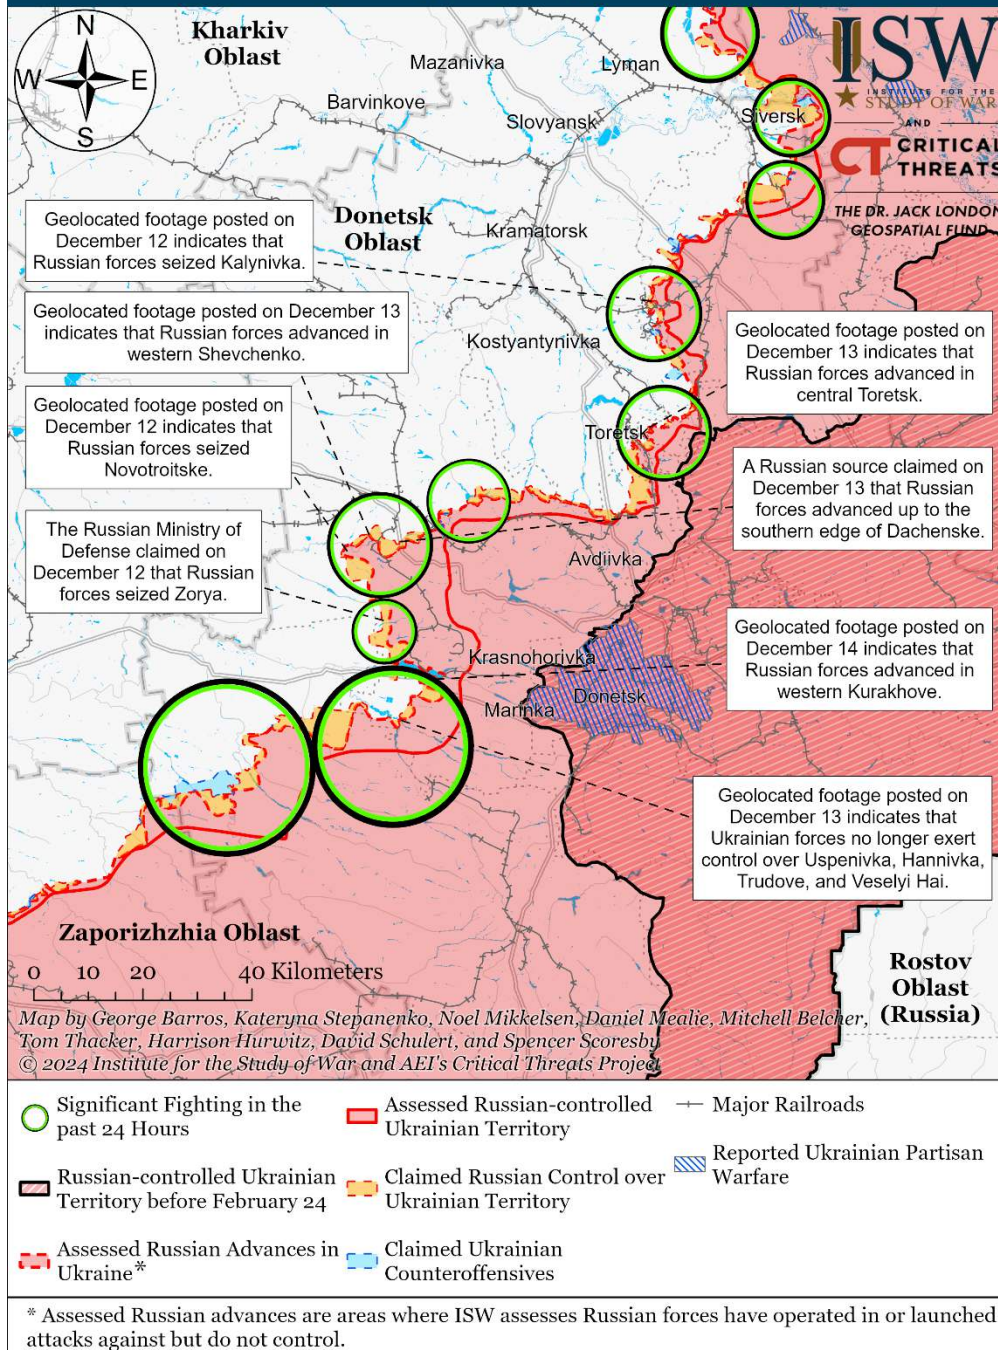 N
W
E
S
Kharkiv
Oblast
Mazanivka
Lyman
Barvinkove
Slovyansk
Siversk
ISW
INSTITUTE FOR THE
STUDY OF WAR
AND
CT CRITICAL
THREATS
THE DR. JACK LONDON
GEOSPATIAL FUND
Donetsk
Oblast
Kramatorsk
Geolocated footage posted on
December 12 indicates that
Russian forces seized Kalynivka.
Geolocated footage posted on December 13
indicates that Russian forces advanced in
western Shevchenko.
Kostyantynivka
Geolocated footage posted on
December 13 indicates that
Russian forces advanced in
central Toretsk.
Geolocated footage posted on
December 12 indicates that
Russian forces seized
Novotroitske.
Toretsk
A Russian source claimed on
December 13 that Russian
forces advanced up to the
southern edge of Dachenske.
The Russian Ministry of
Defense claimed on
December 12 that Russian
forces seized Zorya.
Avdiivka
Geolocated footage posted on
December 14 indicates that
Russian forces advanced in
western Kurakhove.
Krasnohorivka
Donetsk
Marinka
Geolocated footage posted on
December 13 indicates that
Ukrainian forces no longer exert
control over Uspenivka, Hannivka,
Trudove, and Veselyi Hai.
Zaporizhzhia Oblast
Rostov
Oblast
(Russia)
0 10 20 40 Kilometers
Map by George Barros, Kateryna Stepanenko, Noel Mikkelsen, Daniel Mealie, Mitchell Belcher,
Tom Thacker, Harrison Hurwitz, David Schulert, and Spencer Scoresby
© 2024 Institute for the Study of War and AEI's Critical Threats Project
Significant Fighting in the
past 24 Hours
Russian-controlled Ukrainian
Territory before February 24
Assessed Russian Advances in
Ukraine*
Assessed Russian-controlled
Ukrainian Territory
Claimed Russian Control over
Ukrainian Territory
Claimed Ukrainian
Counteroffensives
Major Railroads
Reported Ukrainian Partisan
Warfare
* Assessed Russian advances are areas where ISW assesses Russian forces have operated in or launched
attacks against but do not control.